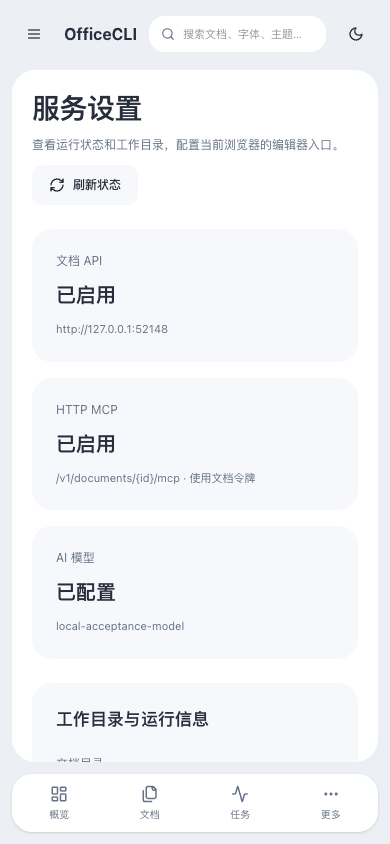 OfficeCLI
搜索文档、字体、主题...
服务设置
查看运行状态和工作目录，配置当前浏览器的编辑器入口。
刷新状态
文档 API
已启用
http://127.0.0.1:52148
HTTP MCP
已启用
/v1/documents/{id}/mcp · 使用文档令牌
AI 模型
已配置
local-acceptance-model
工作目录与运行信息
概览
文档
任务
更多